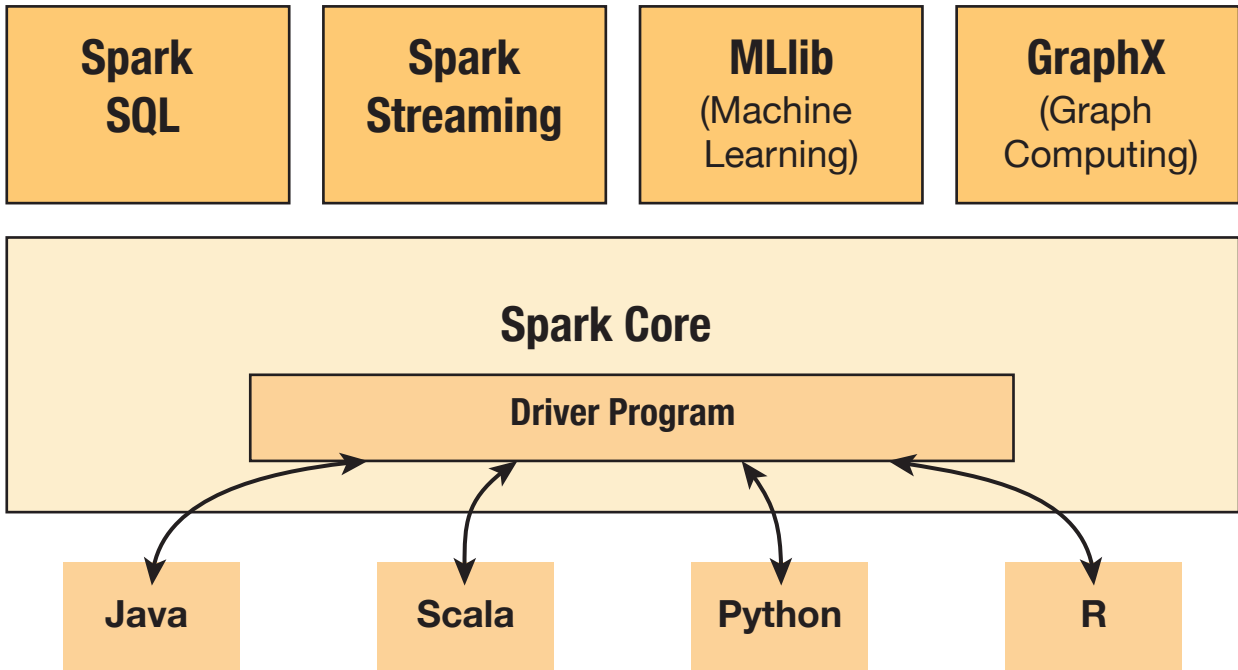 Spark
SQL
Spark
Streaming
MLlib
(Machine
Learning)
GraphX
(Graph
Computing)
Spark Core
Driver Program
Java
Scala
Python
R